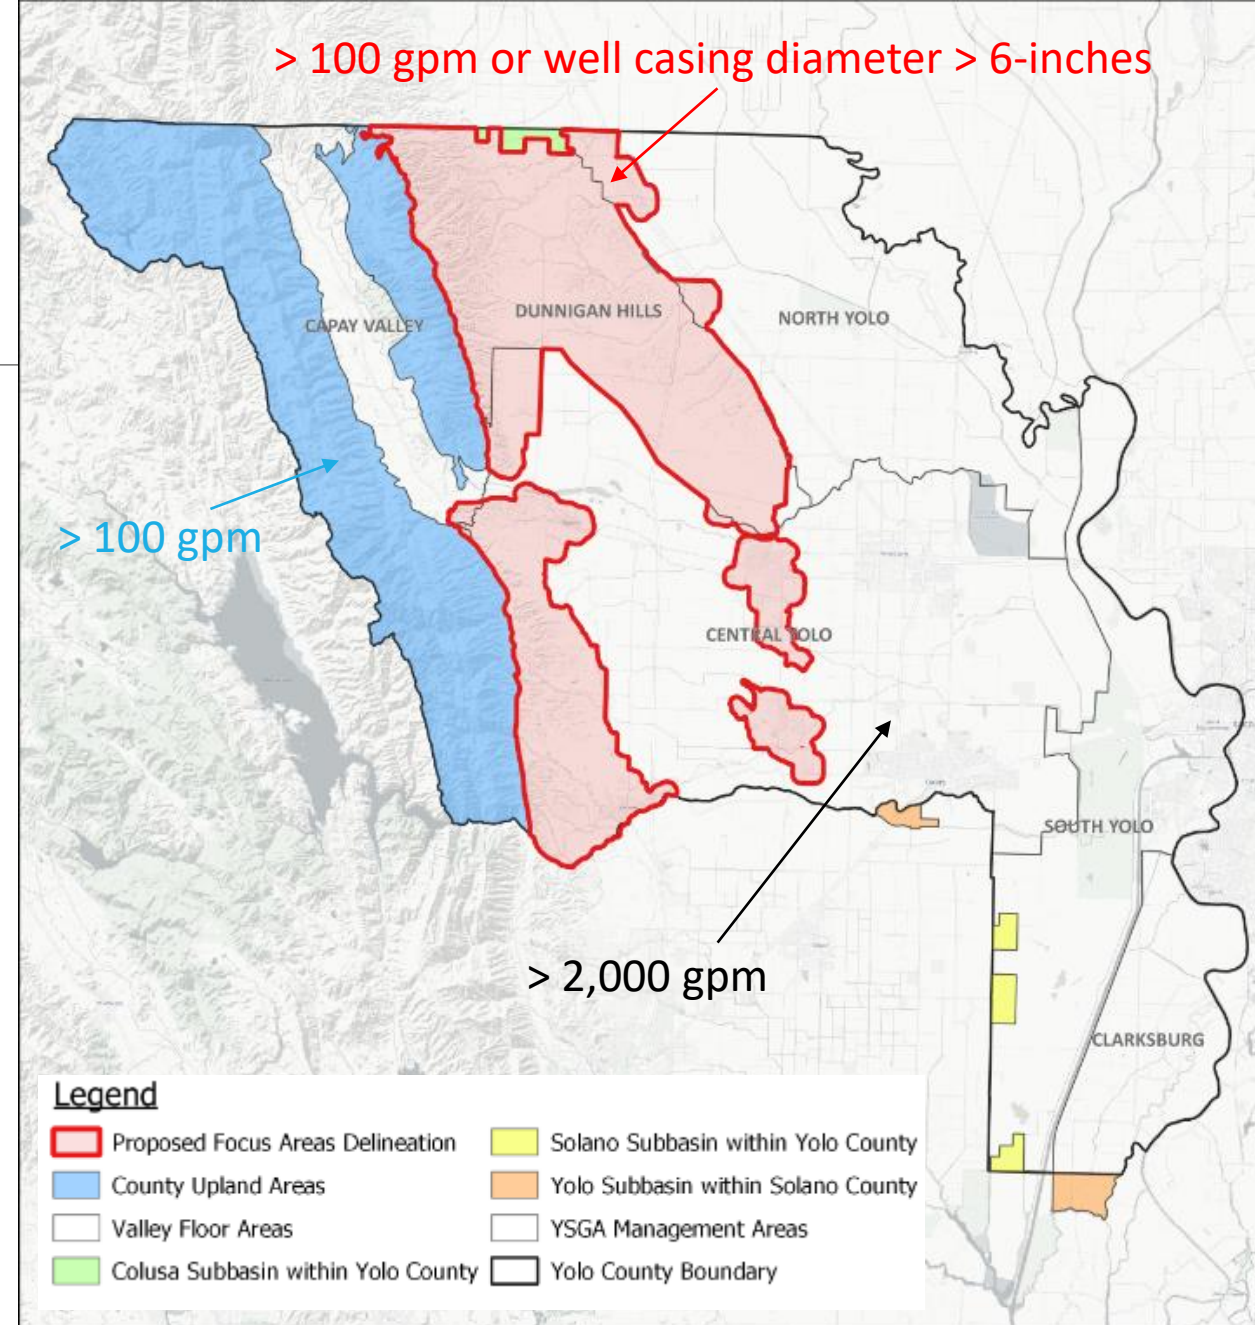 > 100 gpm or well casing diameter > 6-inches
DUNNIGAN HILLS
NORTH YOLO
CAPAY VALLEY
> 100 gpm
CENTRAL YOLO
SOUTH YOLO
> 2,000 gpm
CLARKSBURG
Legend
Proposed Focus Areas Delineation
County Upland Areas
Valley Floor Areas
Colusa Subbasin within Yolo County
Solano Subbasin within Yolo County
Yolo Subbasin within Solano County
YSGA Management Areas
Yolo County Boundary